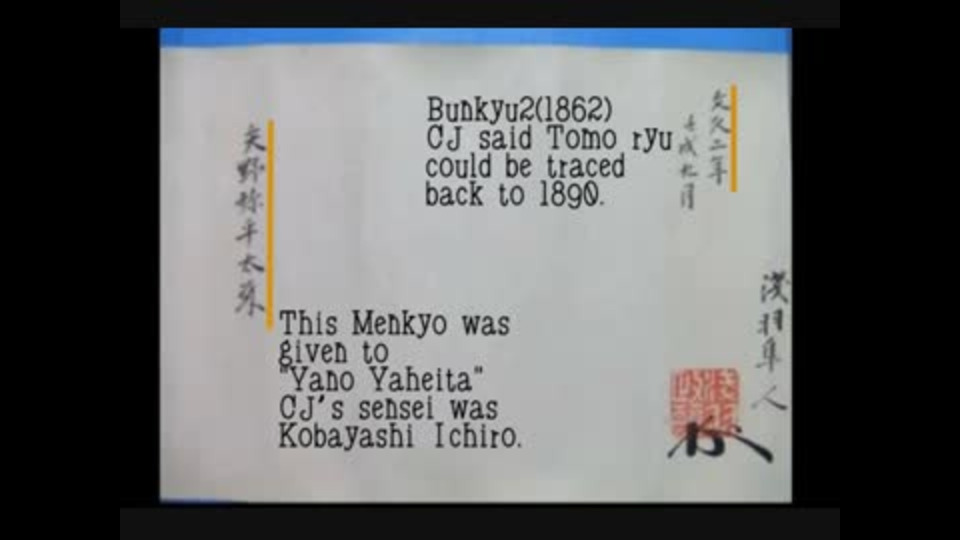 Bunkyu2(1862)
CJ said Tomo ryu
could be traced
back to 1890.
文久二年
壬戌九月
淺羽隼人
矢野弥平太殿
This Menkyo was
given to
"Yano Yaheita"
CJ's sensei was
Kobayashi Ichiro.